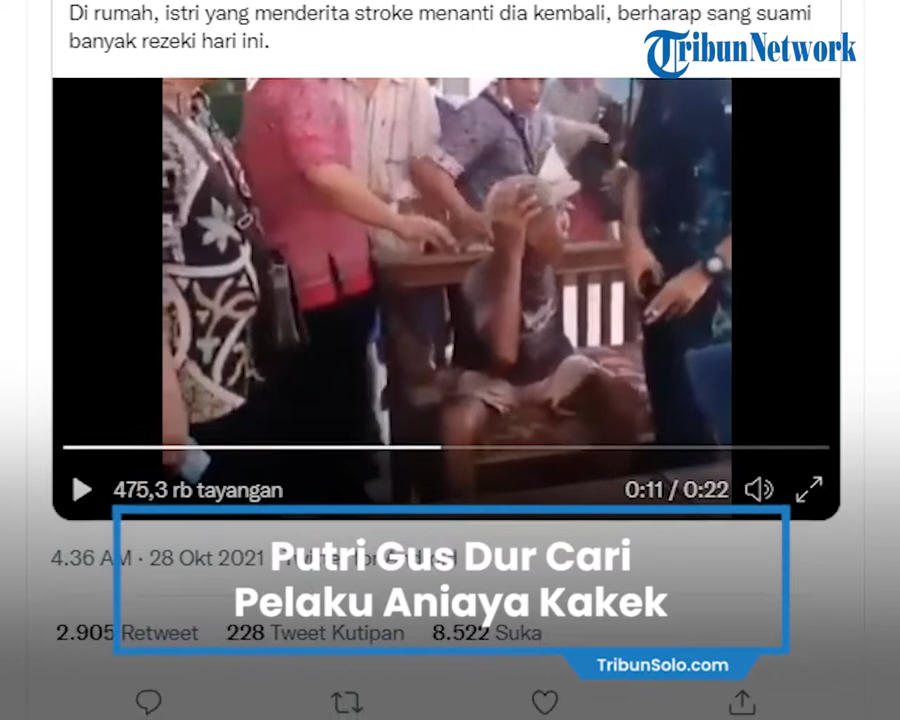 Di rumah, istri yang menderita stroke menanti dia kembali, berharap sang suami
banyak rezeki hari ini.
TribunNetwork
475,3 rb tayangan
0:11 / 0:22
4.36 AM · 28 Okt 2021
Putri Gus Dur Cari
Pelaku Aniaya Kakek
2.905 Retweet 228 Tweet Kutipan 8.522 Suka
TribunSolo.com